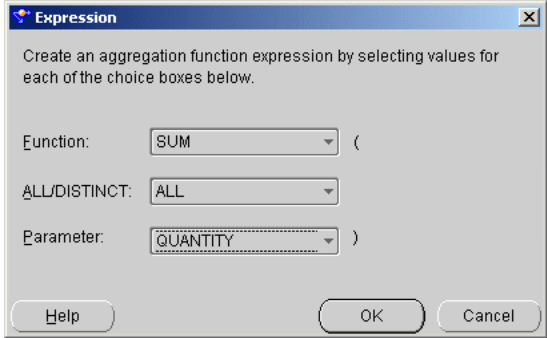 Expression
Create an aggregation function expression by selecting values for
each of the choice boxes below.
Function: SUM (
ALL/DISTINCT: ALL
Parameter: QUANTITY )
Help OK Cancel